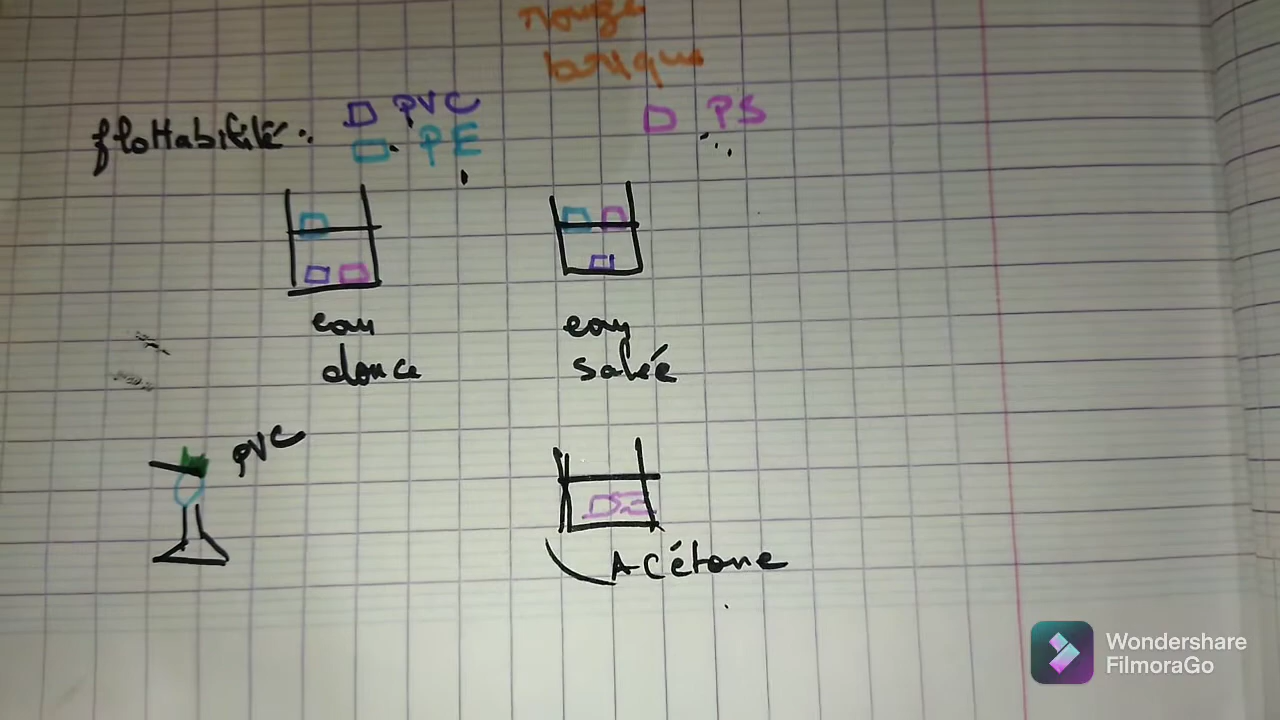 rouge
flottabilité:
PVC
PS
PE
eau
douce
eau
salée
PVC
Acétone
Wondershare
FilmoraGo